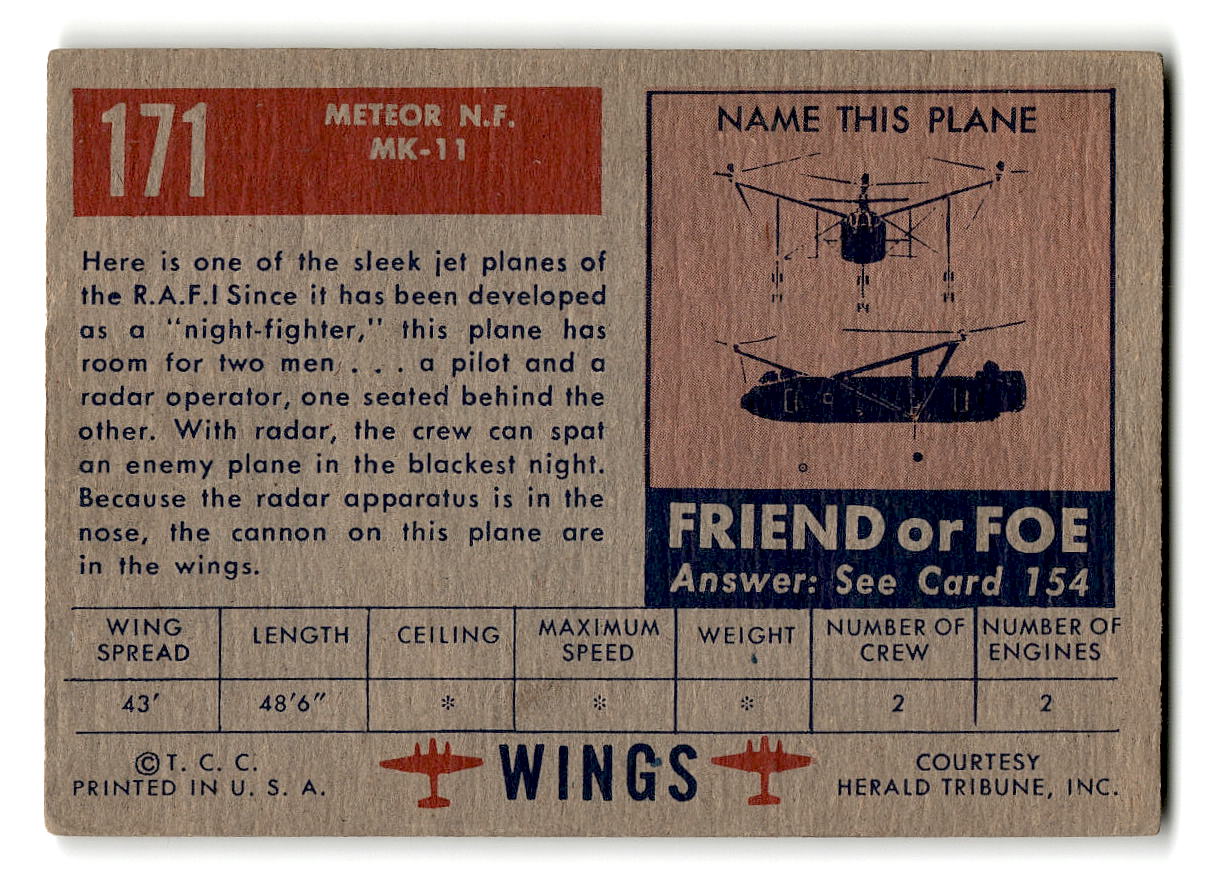 171
METEOR N.F.
MK-11
Here is one of the sleek jet planes of
the R.A.F.! Since it has been developed
as a "night-fighter," this plane has
room for two men . . . a pilot and a
radar operator, one seated behind the
other. With radar, the crew can spat
an enemy plane in the blackest night.
Because the radar apparatus is in the
nose, the cannon on this plane are
in the wings.
NAME THIS PLANE
FRIEND or FOE
Answer: See Card 154
WING SPREAD LENGTH CEILING MAXIMUM SPEED WEIGHT NUMBER OF CREW NUMBER OF ENGINES
43' 48'6" * * * 2 2
© T. C. C.
PRINTED IN U. S. A.
WINGS
COURTESY
HERALD TRIBUNE, INC.